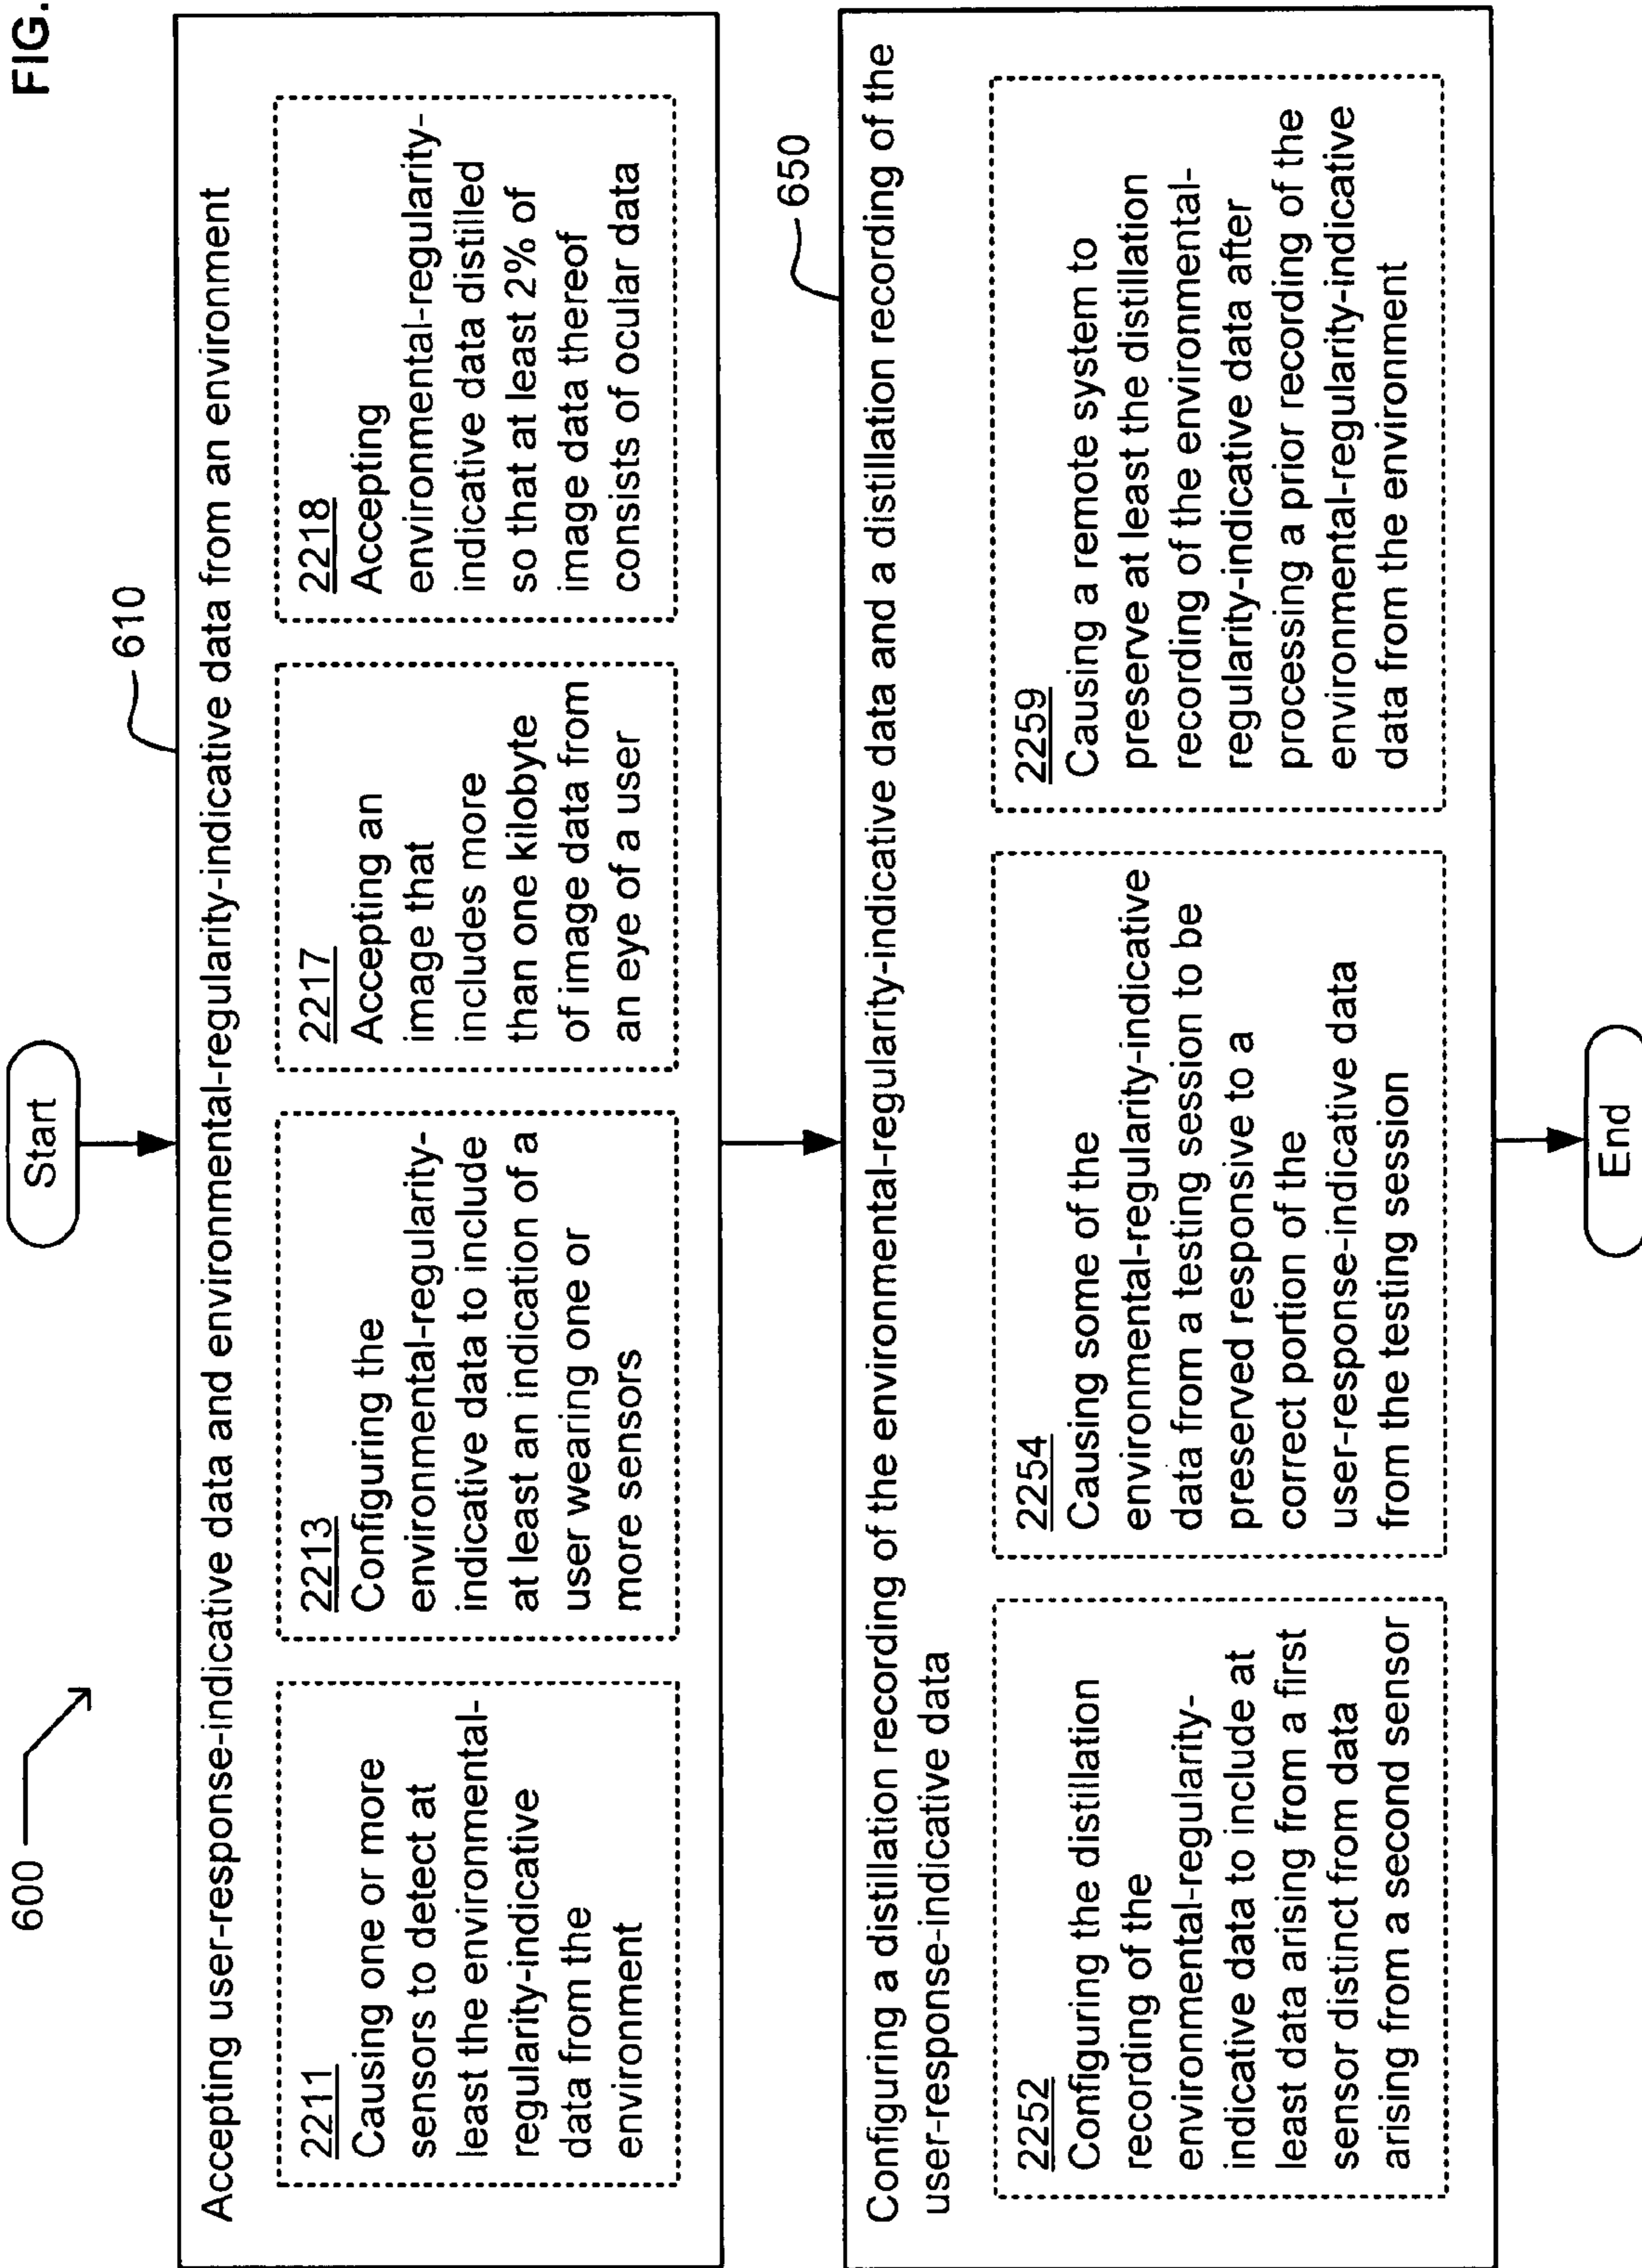 FIG.
600
Start
610
Accepting user-response-indicative data and environmental-regularity-indicative data from an environment
2211
Causing one or more
sensors to detect at
least the environmental-
regularity-indicative
data from the
environment
2213
Configuring the
environmental-regularity-
indicative data to include
at least an indication of a
user wearing one or
more sensors
2217
Accepting an
image that
includes more
than one kilobyte
of image data from
an eye of a user
2218
Accepting
environmental-regularity-
indicative data distilled
so that at least 2% of
image data thereof
consists of ocular data
650
Configuring a distillation recording of the environmental-regularity-indicative data and a distillation recording of the
user-response-indicative data
2252
Configuring the distillation
recording of the
environmental-regularity-
indicative data to include at
least data arising from a first
sensor distinct from data
arising from a second sensor
2254
Causing some of the
environmental-regularity-indicative
data from a testing session to be
preserved responsive to a
correct portion of the
user-response-indicative data
from the testing session
2259
Causing a remote system to
preserve at least the distillation
recording of the environmental-
regularity-indicative data after
processing a prior recording of the
environmental-regularity-indicative
data from the environment
End